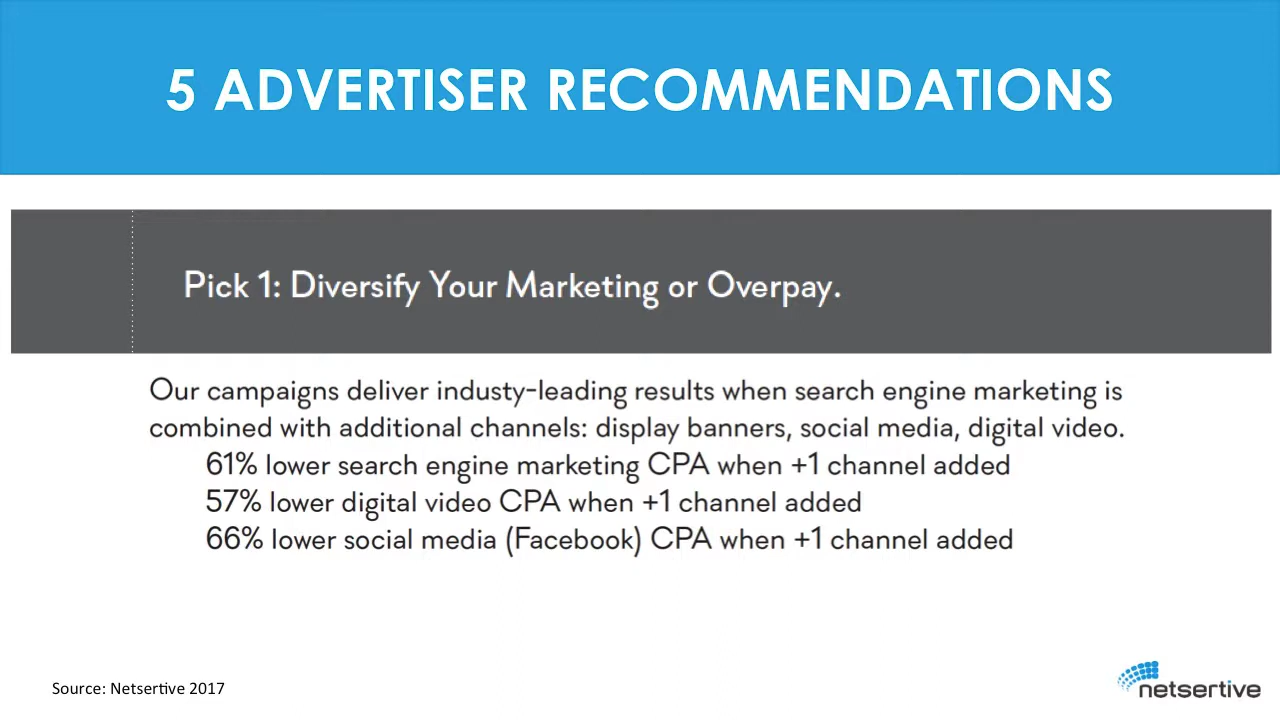 5 ADVERTISER RECOMMENDATIONS
Pick 1: Diversify Your Marketing or Overpay.
Our campaigns deliver industy-leading results when search engine marketing is
combined with additional channels: display banners, social media, digital video.
61% lower search engine marketing CPA when +1 channel added
57% lower digital video CPA when +1 channel added
66% lower social media (Facebook) CPA when +1 channel added
Source: Netsertive 2017
netsertive